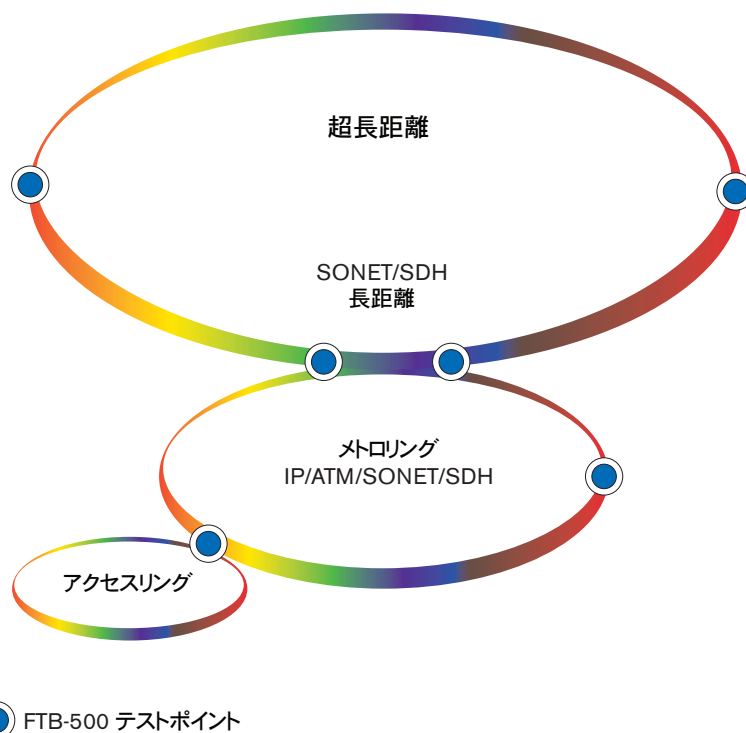 超長距離
SONET/SDH
長距離
メトロリング
IP/ATM/SONET/SDH
アクセスリング
FTB-500 テストポイント